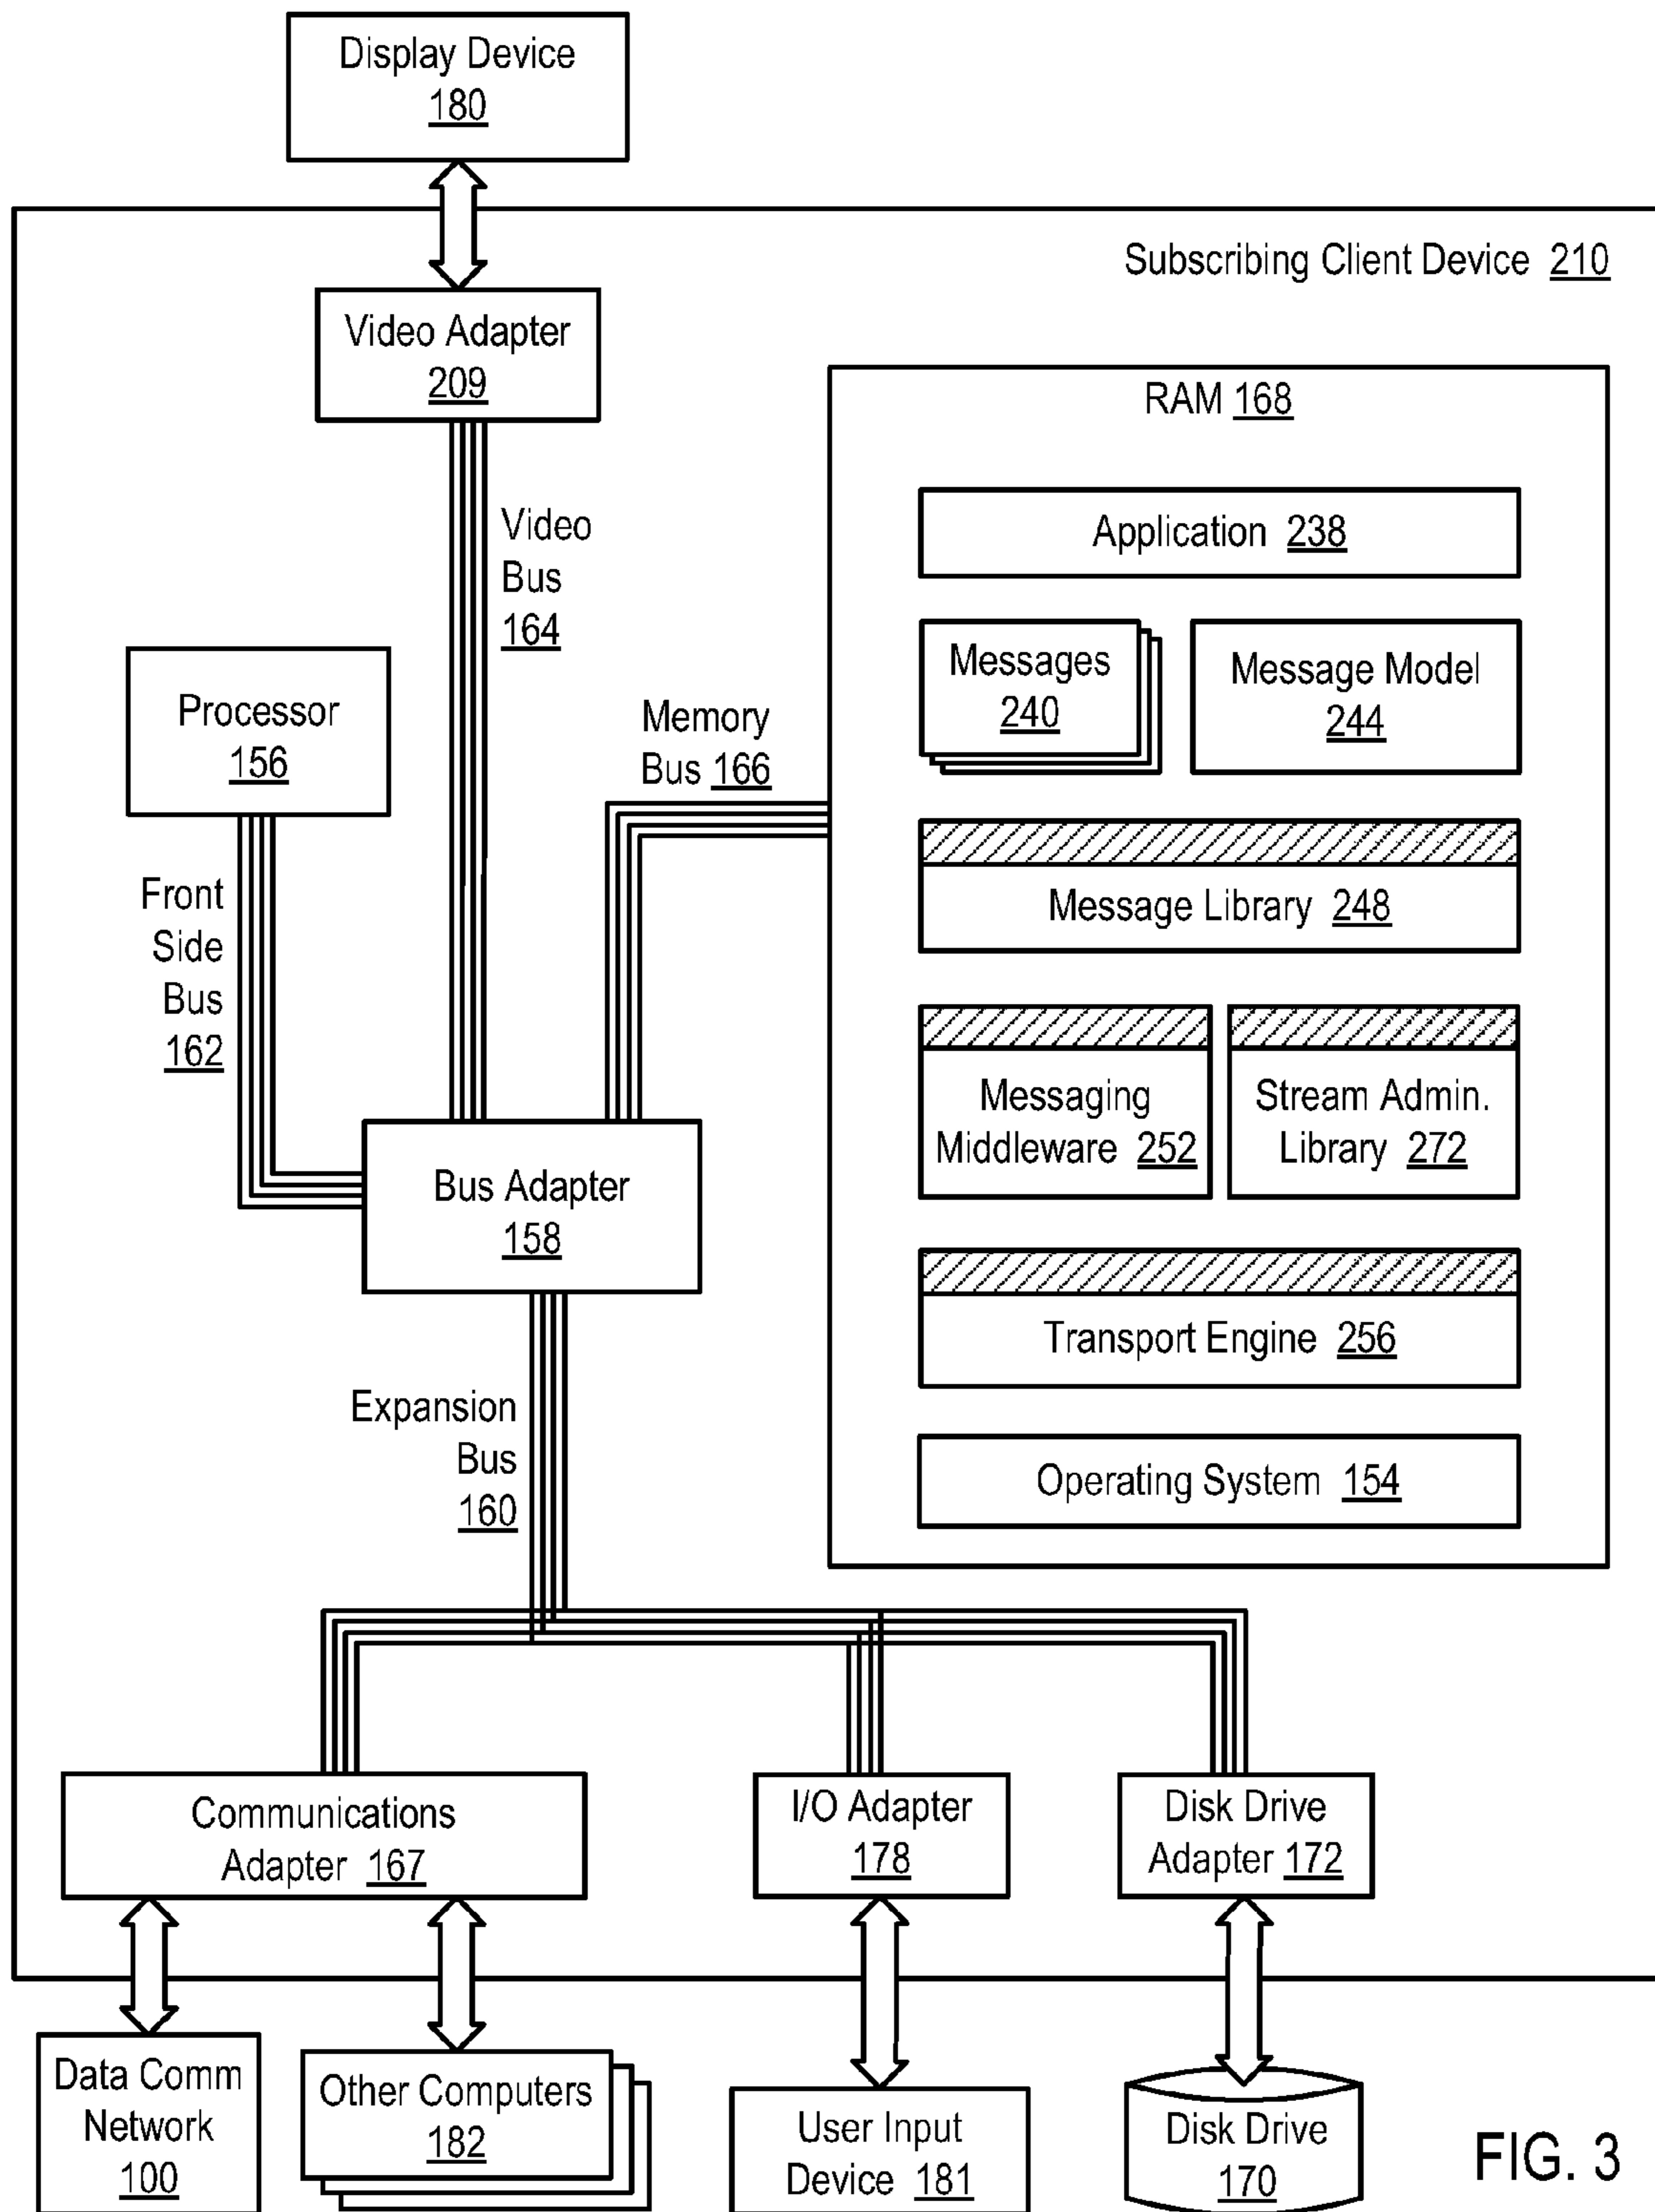 Display Device
180
Subscribing Client Device 210
Video Adapter
209
RAM 168
Application 238
Video
Bus
164
Messages
240
Message Model
244
Processor
156
Memory
Bus 166
Front
Side
Bus
162
Message Library 248
Messaging
Middleware 252
Stream Admin.
Library 272
Bus Adapter
158
Transport Engine 256
Expansion
Bus
160
Operating System 154
Communications
Adapter 167
I/O Adapter
178
Disk Drive
Adapter 172
Data Comm
Network
100
Other Computers
182
User Input
Device 181
Disk Drive
170
FIG. 3